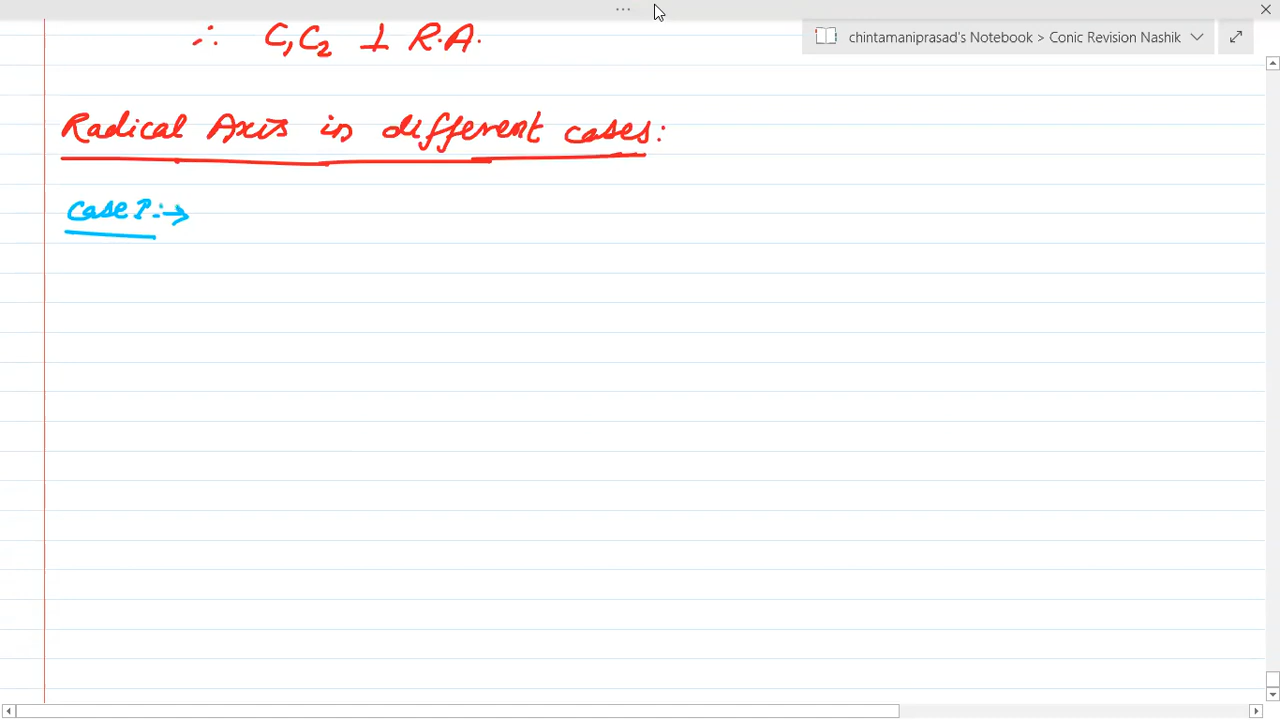 ∴ C₁C₂ ⊥ R.A.
chintamaniprasad's Notebook > Conic Revision Nashik
Radical Axis in different cases:
Case I:→